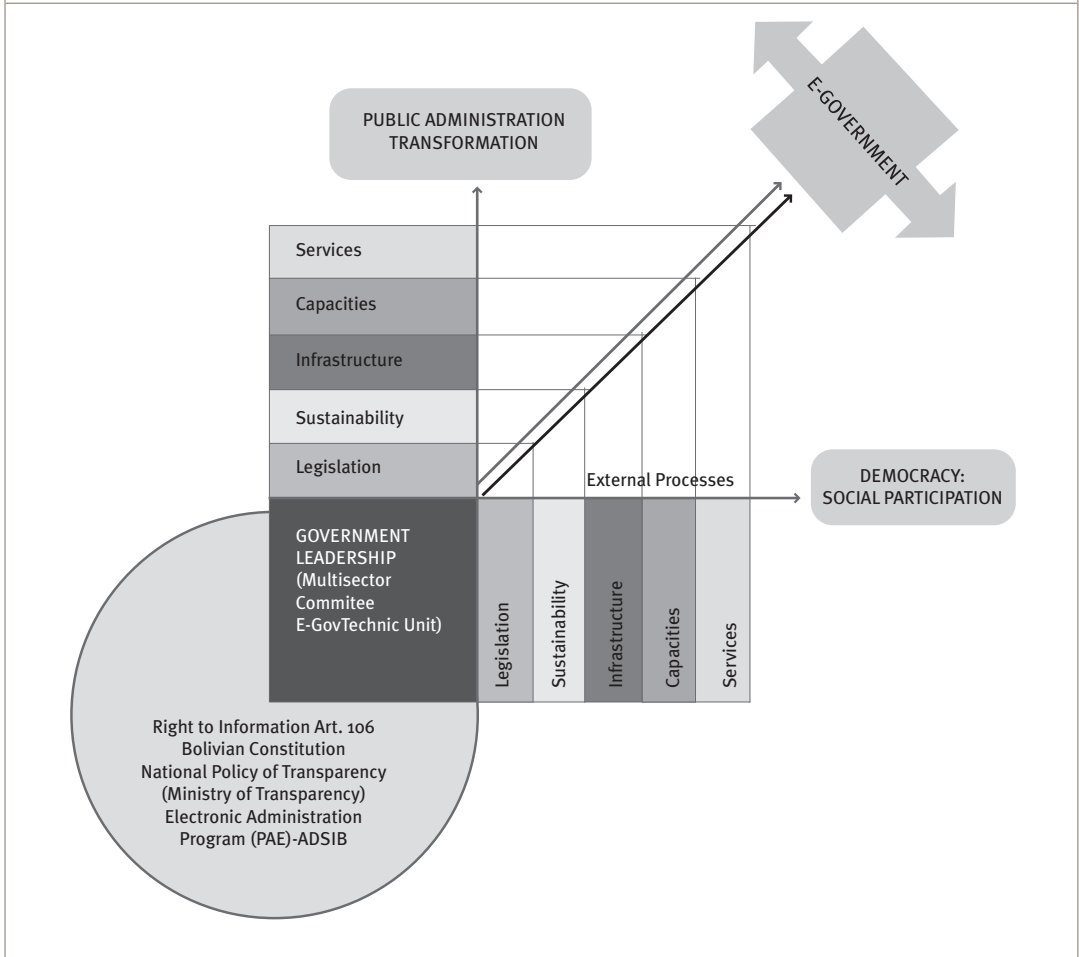 PUBLIC ADMINISTRATION
TRANSFORMATION
E-GOVERNMENT
Services
Capacities
Infrastructure
Sustainability
Legislation
External Processes
DEMOCRACY:
SOCIAL PARTICIPATION
GOVERNMENT
LEADERSHIP
(Multisector
Commitee
E-GovTechnic Unit)
Legislation
Sustainability
Infrastructure
Capacities
Services
Right to Information Art. 106
Bolivian Constitution
National Policy of Transparency
(Ministry of Transparency)
Electronic Administration
Program (PAE)-ADSIB